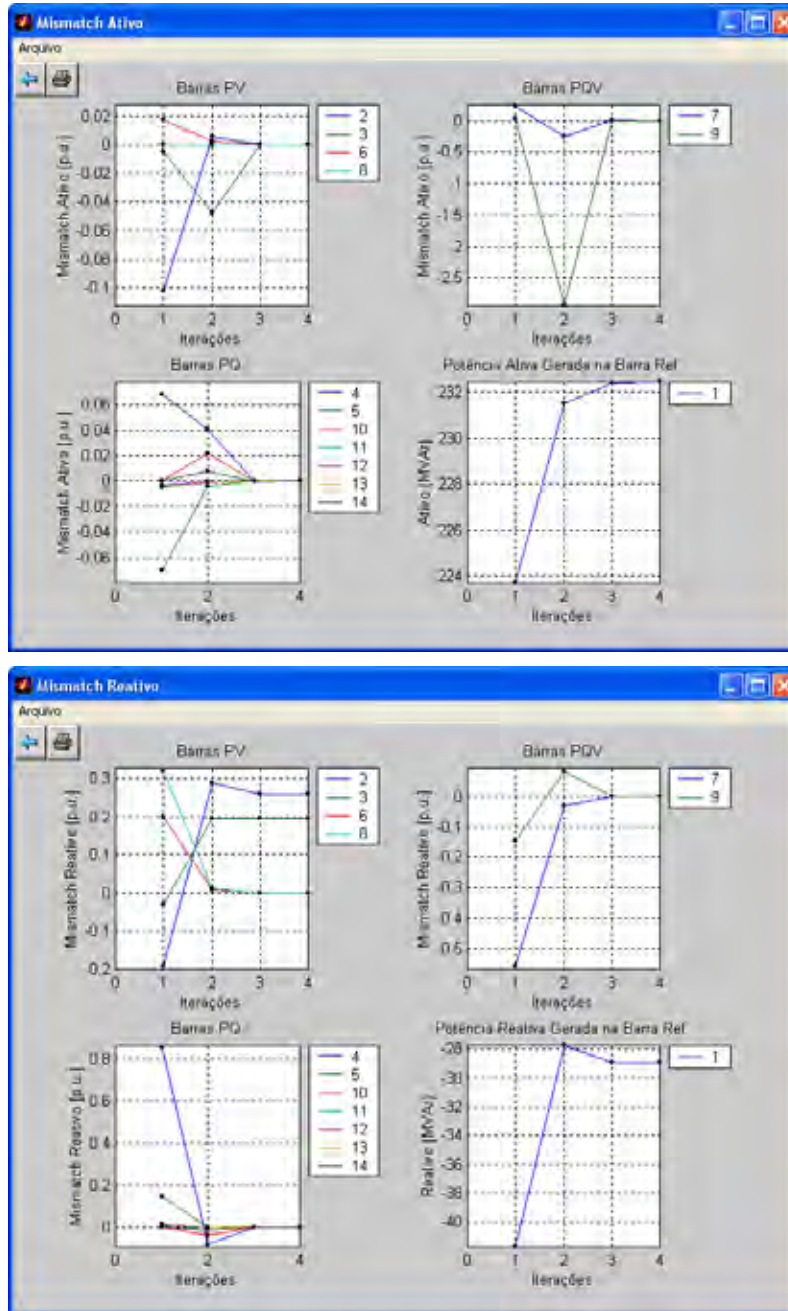 Mismatch Ativo
Arquivo
Barras PV
Mismatch Ativo [p.u.]
0.02
0
-0.02
-0.04
-0.06
-0.08
-0.1
0 1 2 3 4
Iterações
2
3
6
8
Barras PQV
Mismatch Ativo [p.u.]
0
-0.5
-1
-1.5
-2
-2.5
0 1 2 3 4
Iterações
7
9
Barras PQ
Mismatch Ativo [p.u.]
0.06
0.04
0.02
0
-0.02
-0.04
-0.06
0 1 2 3 4
Iterações
4
5
10
11
12
13
14
Potência Ativa Gerada na Barra Ref
Ativo [MVAr]
232
230
228
226
224
0 1 2 3 4
Iterações
1
Mismatch Reativo
Arquivo
Barras PV
Mismatch Reativo [p.u.]
0.3
0.2
0.1
0
-0.1
0.2
0 1 2 3 4
Iterações
2
3
6
8
Barras PQV
Mismatch Reativo [p.u.]
0
-0.1
-0.2
-0.3
0.4
0.5
0 1 2 3 4
Iterações
7
9
Barras PQ
Mismatch Reativo [p.u.]
0.8
0.6
0.4
0.2
0
0 1 2 3 4
Iterações
4
5
10
11
12
13
14
Potência Reativa Gerada na Barra Ref
Reativo [MVAr]
-28
-31
-32
-34
-36
-38
-40
0 1 2 3 4
Iterações
1